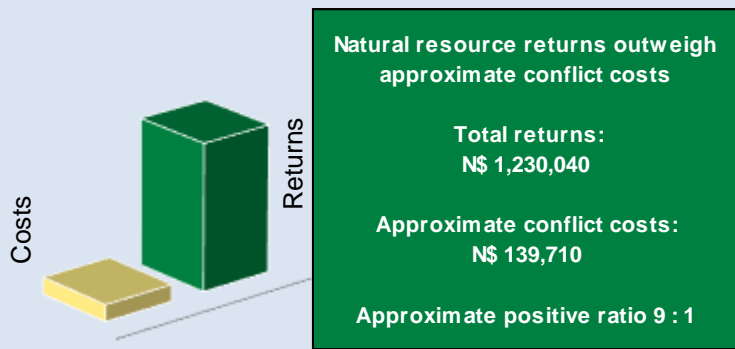 Costs
Returns
Natural resource returns outweigh
approximate conflict costs
Total returns:
N$ 1,230,040
Approximate conflict costs:
N$ 139,710
Approximate positive ratio 9 : 1